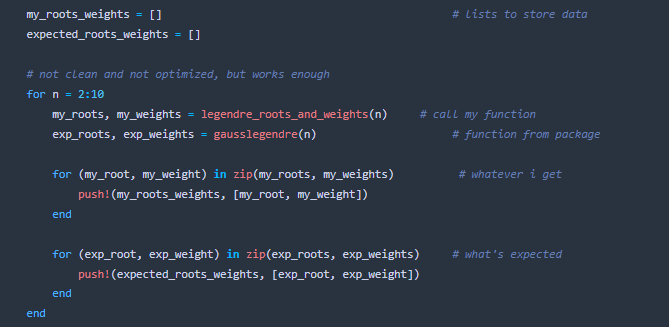 my_roots_weights = []                                             # lists to store data
expected_roots_weights = []

# not clean and not optimized, but works enough
for n = 2:10
    my_roots, my_weights = legendre_roots_and_weights(n)     # call my function
    exp_roots, exp_weights = gausslegendre(n)                     # function from package

    for (my_root, my_weight) in zip(my_roots, my_weights)          # whatever i get
        push!(my_roots_weights, [my_root, my_weight])
    end

    for (exp_root, exp_weight) in zip(exp_roots, exp_weights)     # what's expected
        push!(expected_roots_weights, [exp_root, exp_weight])
    end
end